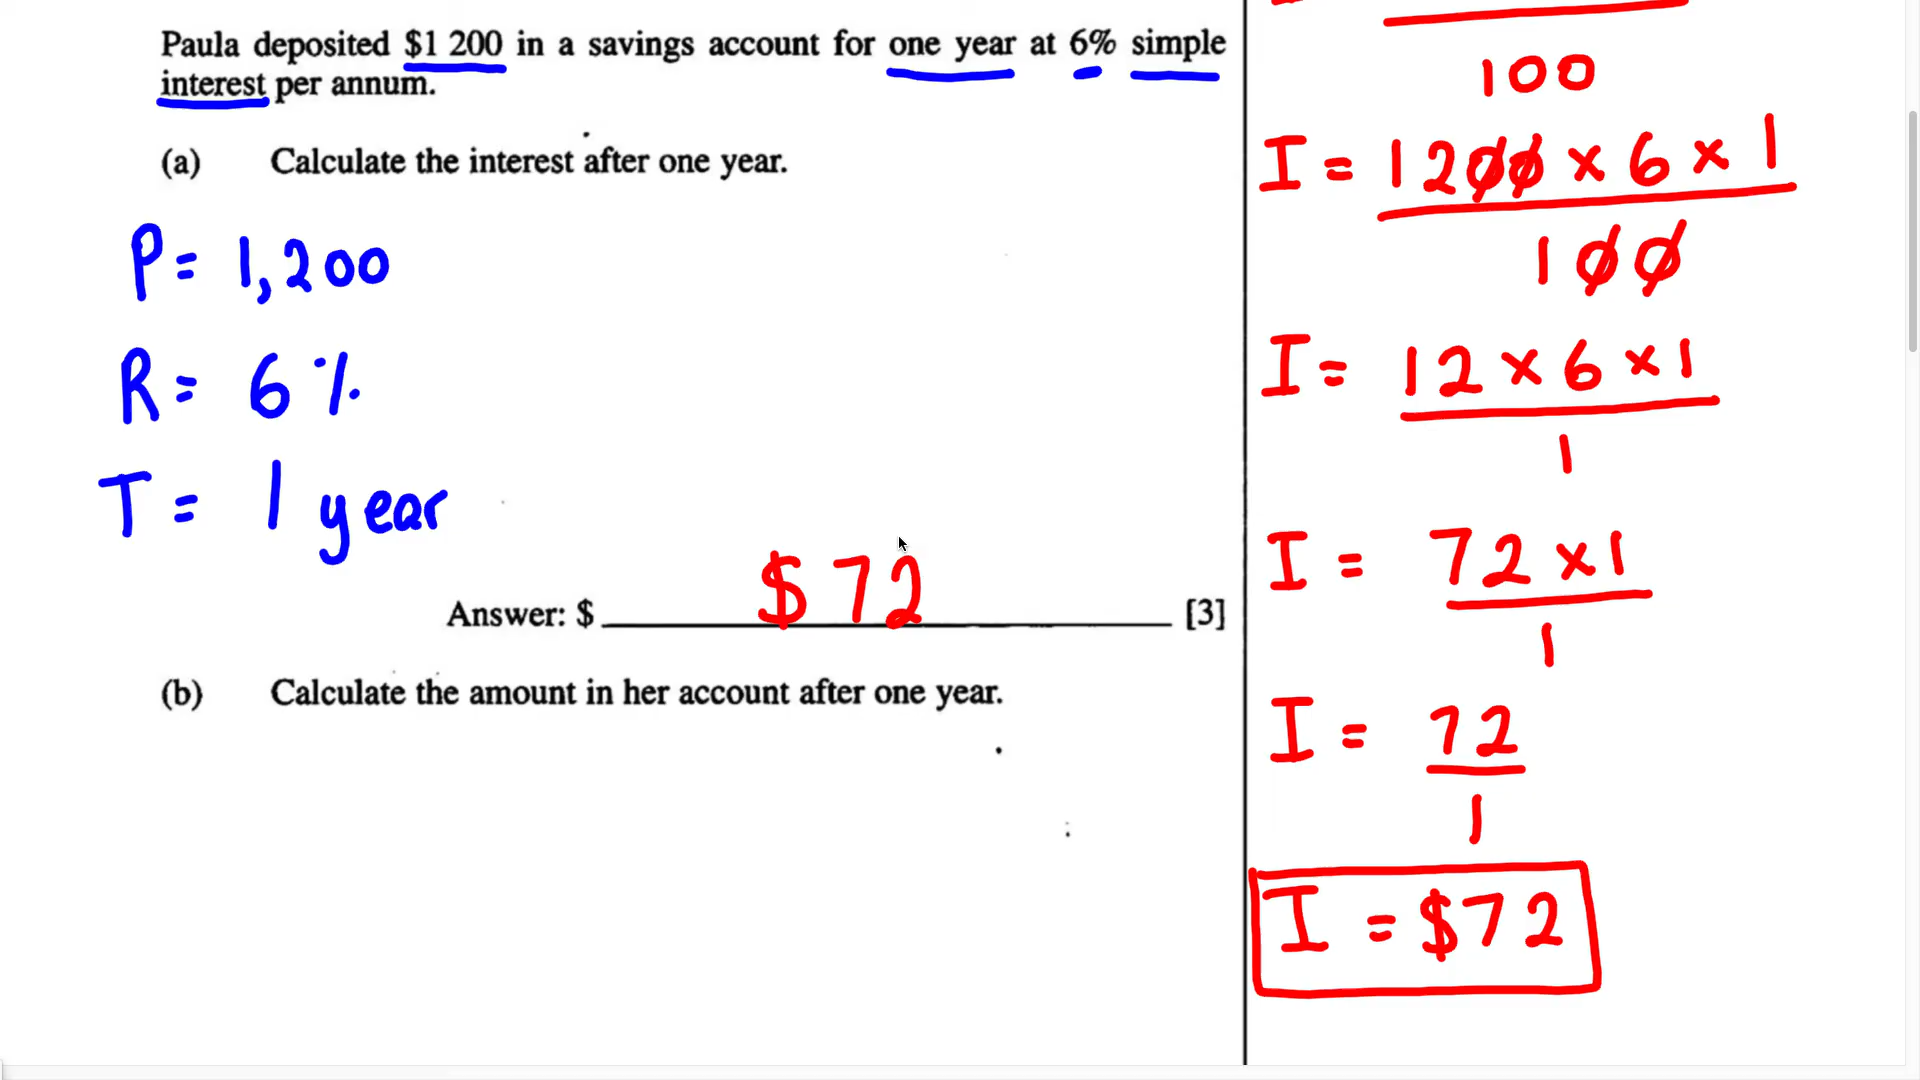 Paula deposited $1 200 in a savings account for one year at 6% simple
interest per annum.
(a) Calculate the interest after one year.
P = 1,200
R = 6 %
T = 1 year
Answer: $ $72 [3]
(b) Calculate the amount in her account after one year.
100
I = 1200 × 6 × 1
100
I = 12 × 6 × 1
1
I = 72 × 1
1
I = 72
1
I = $72